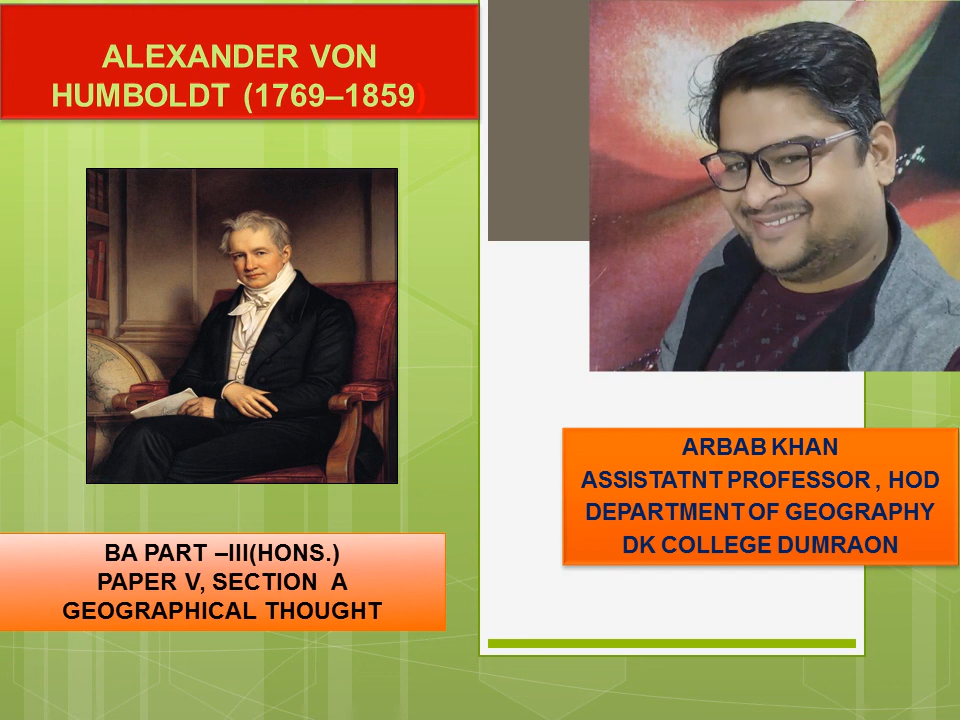 ALEXANDER VON
HUMBOLDT (1769–1859)
BA PART –III(HONS.)
PAPER V, SECTION A
GEOGRAPHICAL THOUGHT
ARBAB KHAN
ASSISTATNT PROFESSOR , HOD
DEPARTMENT OF GEOGRAPHY
DK COLLEGE DUMRAON